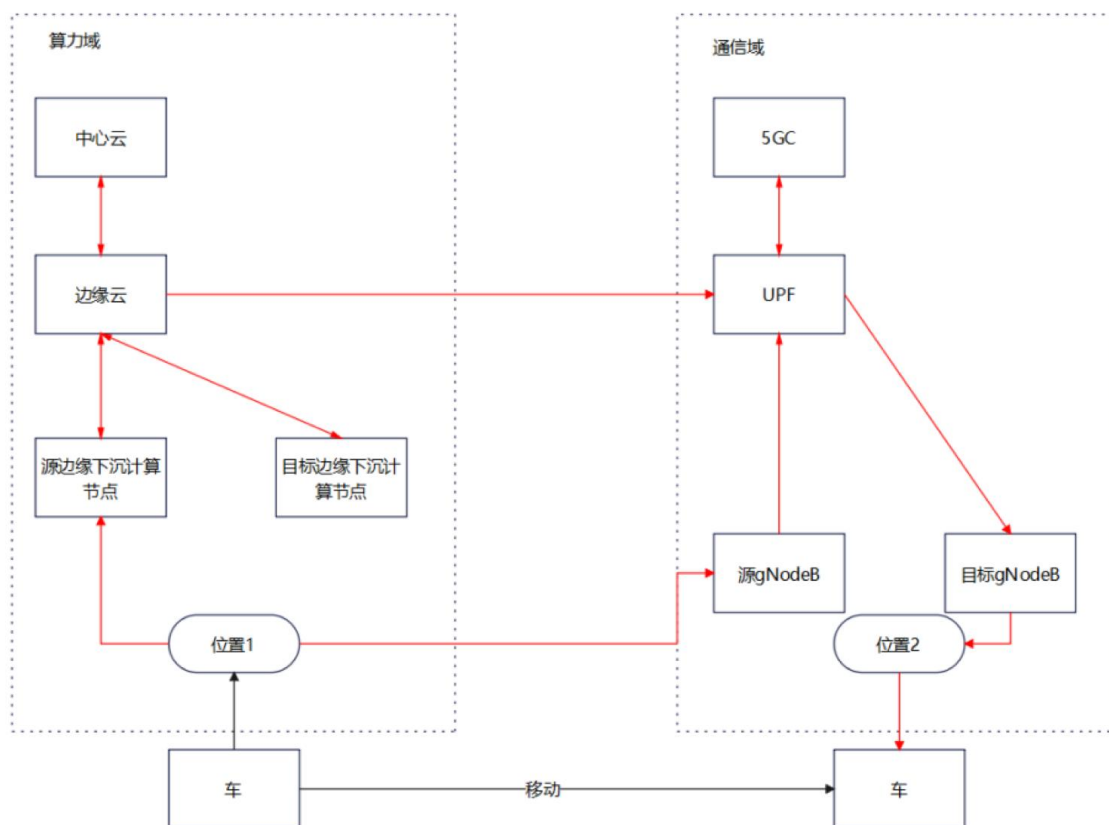 算力域
通信域
中心云
5GC
边缘云
UPF
源边缘下沉计算
节点
目标边缘下沉计
算节点
源gNodeB
目标gNodeB
位置1
位置2
车
移动
车